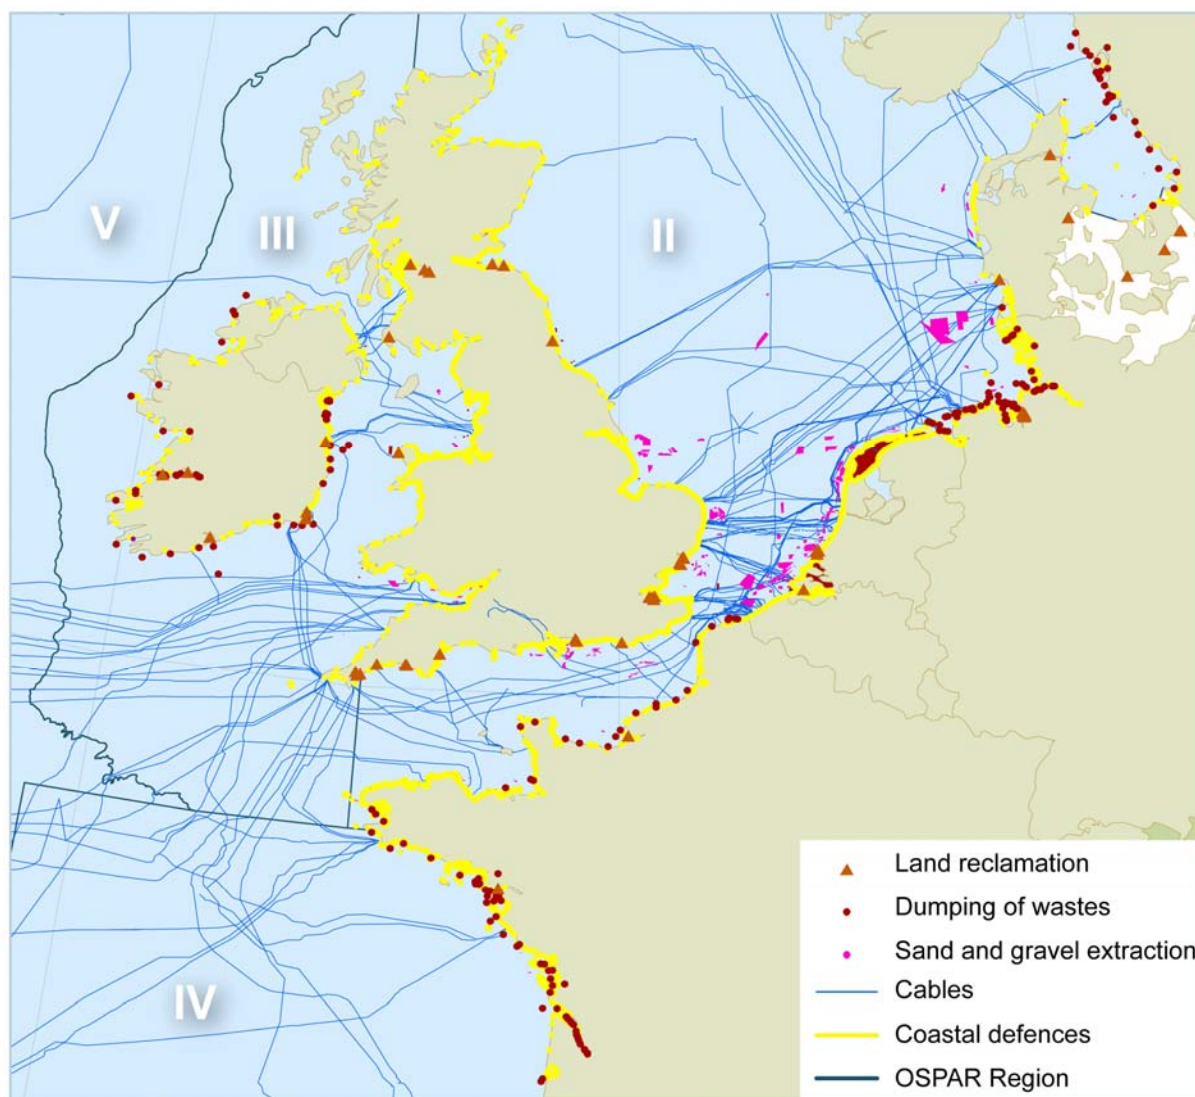 V
III
II
IV
Land reclamation
Dumping of wastes
Sand and gravel extraction
Cables
Coastal defences
OSPAR Region